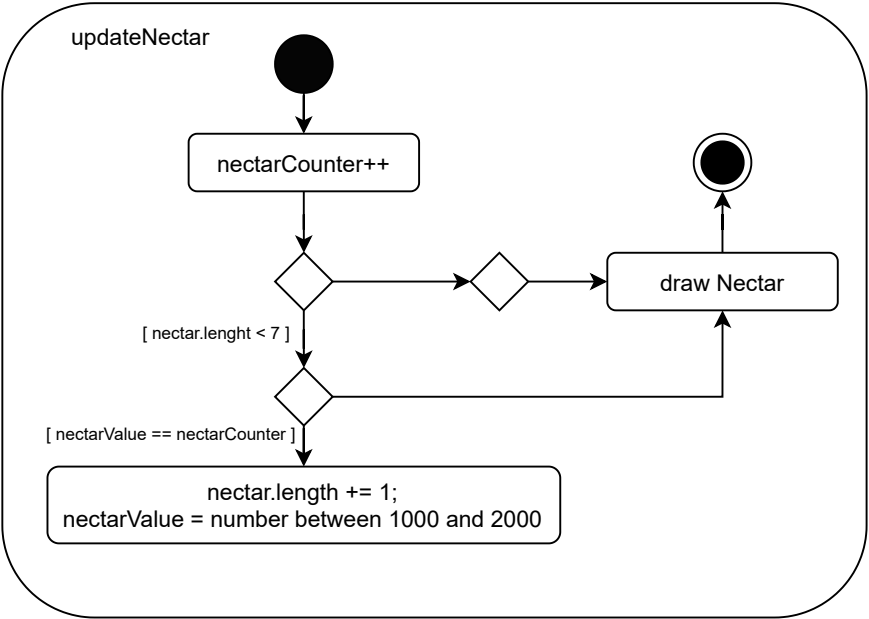 updateNectar
nectarCounter++
draw Nectar
[ nectar.lenght < 7 ]
[ nectarValue == nectarCounter ]
nectar.length += 1;
nectarValue = number between 1000 and 2000